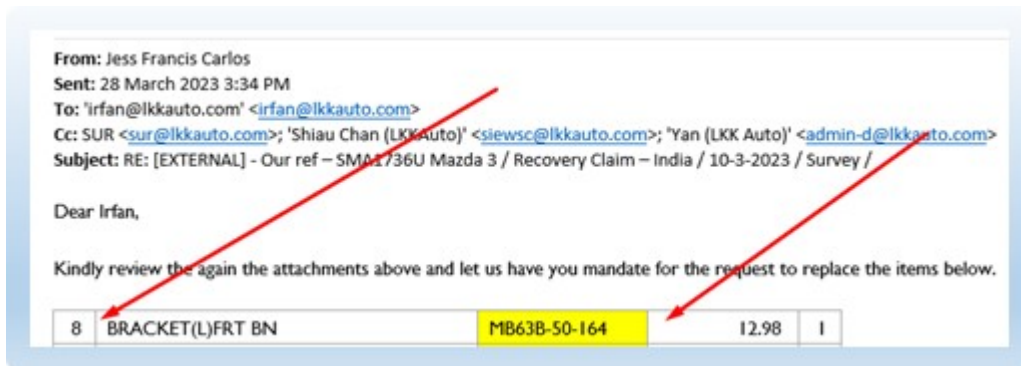 From: Jess Francis Carlos
Sent: 28 March 2023 3:34 PM
To: 'irfan@lkkauto.com' <irfan@lkkauto.com>
Cc: SUR <sur@lkkauto.com>; 'Shiau Chan (LKKAuto)' <siewsc@lkkauto.com>; 'Yan (LKK Auto)' <admin-d@lkkauto.com>
Subject: RE: [EXTERNAL] - Our ref – SMA1736U Mazda 3 / Recovery Claim – India / 10-3-2023 / Survey /
Dear Irfan,
Kindly review the again the attachments above and let us have you mandate for the request to replace the items below.
8 BRACKET(L)FRT BN MB63B-50-164 12.98 1